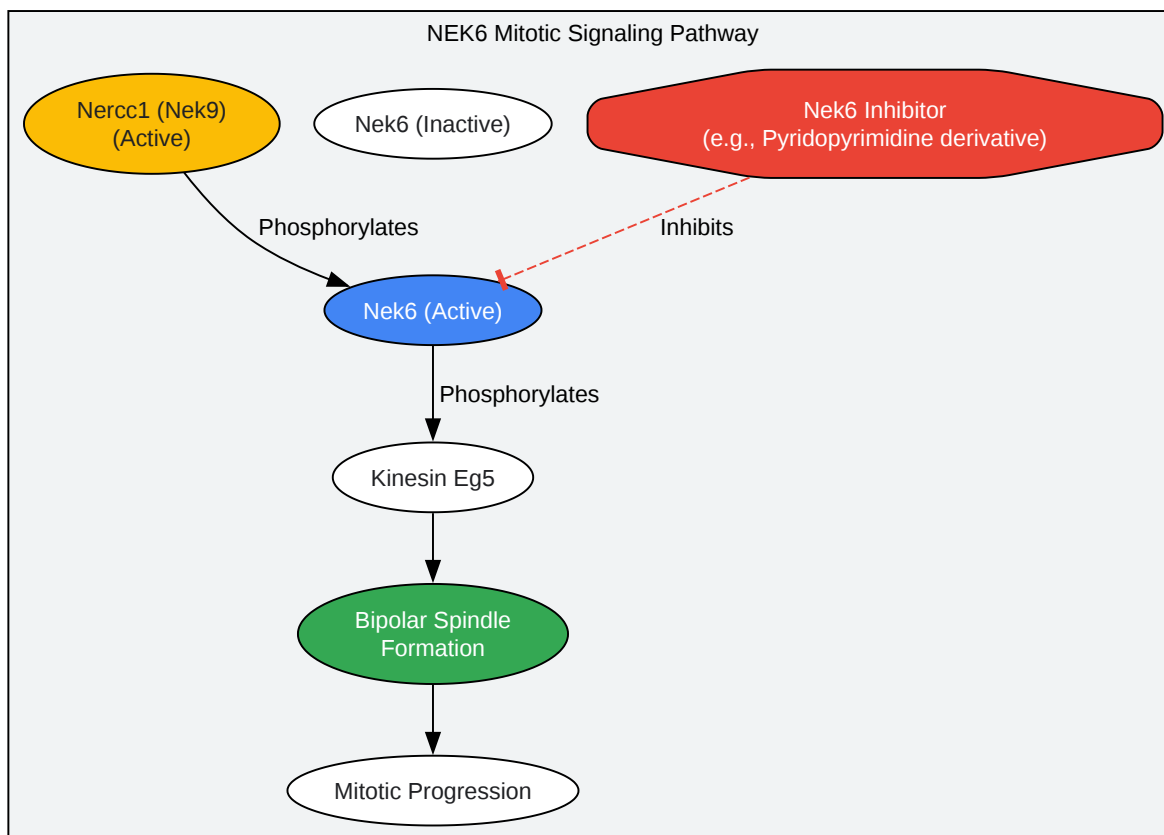 NEK6 Mitotic Signaling Pathway
Nercc1 (Nek9)
(Active)
Nek6 (Inactive)
Nek6 Inhibitor
(e.g., Pyridopyrimidine derivative)
Phosphorylates
Inhibits
Nek6 (Active)
Phosphorylates
Kinesin Eg5
Bipolar Spindle
Formation
Mitotic Progression